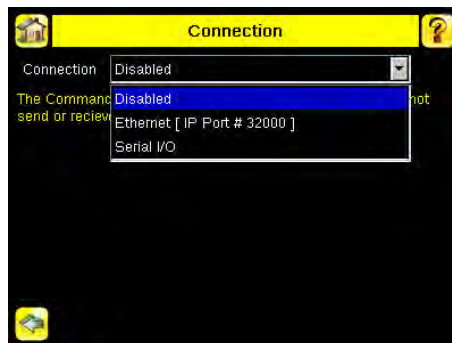 Connection
Connection Disabled
The Command Disabled not
send or reciev Ethernet [ IP Port # 32000 ]
Serial I/O